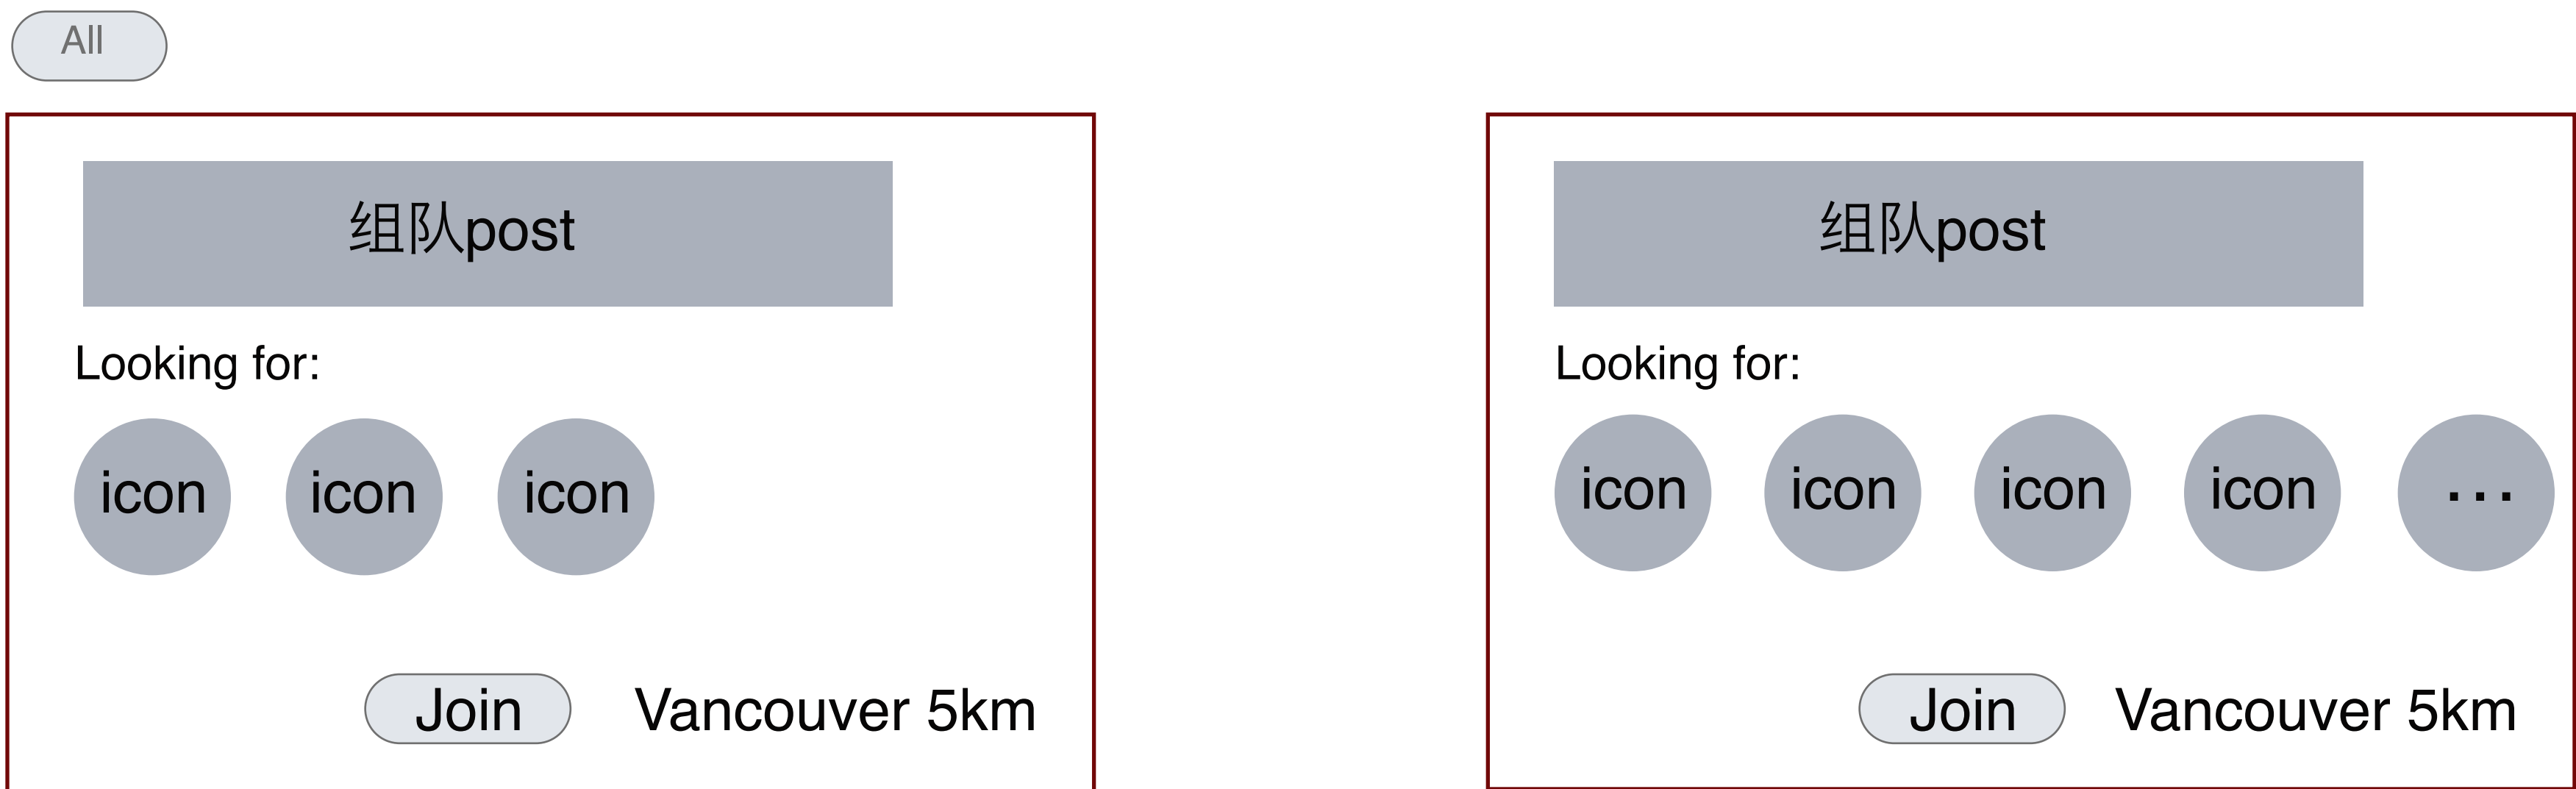 All
组队post
Looking for:
icon icon icon
Join Vancouver 5km
组队post
Looking for:
icon icon icon icon ...
Join Vancouver 5km